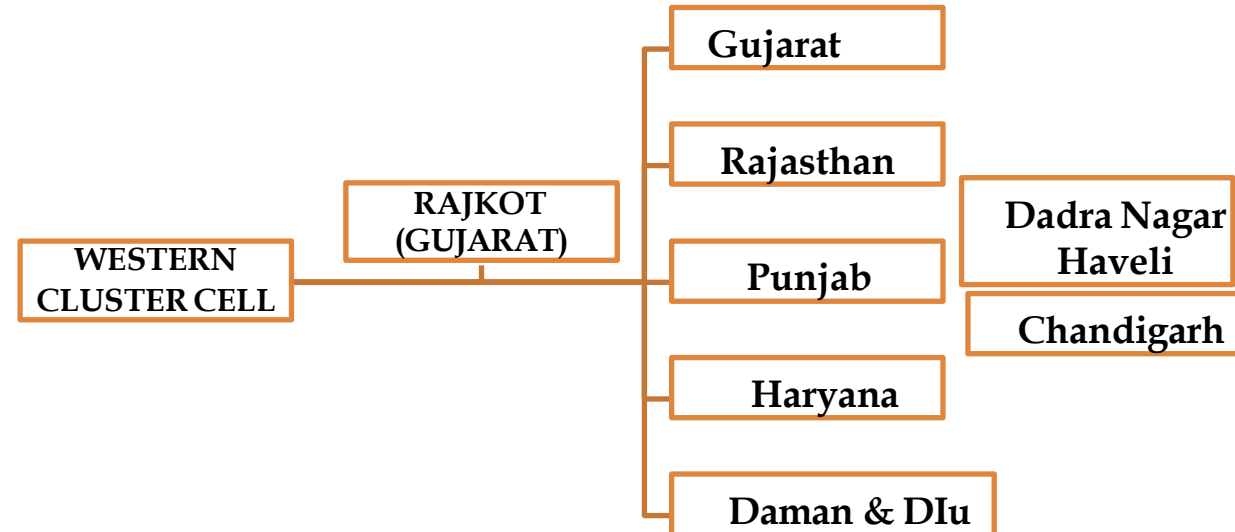 WESTERN
CLUSTER CELL
RAJKOT
(GUJARAT)
Gujarat
Rajasthan
Punjab
Haryana
Daman & DIu
Dadra Nagar
Haveli
Chandigarh